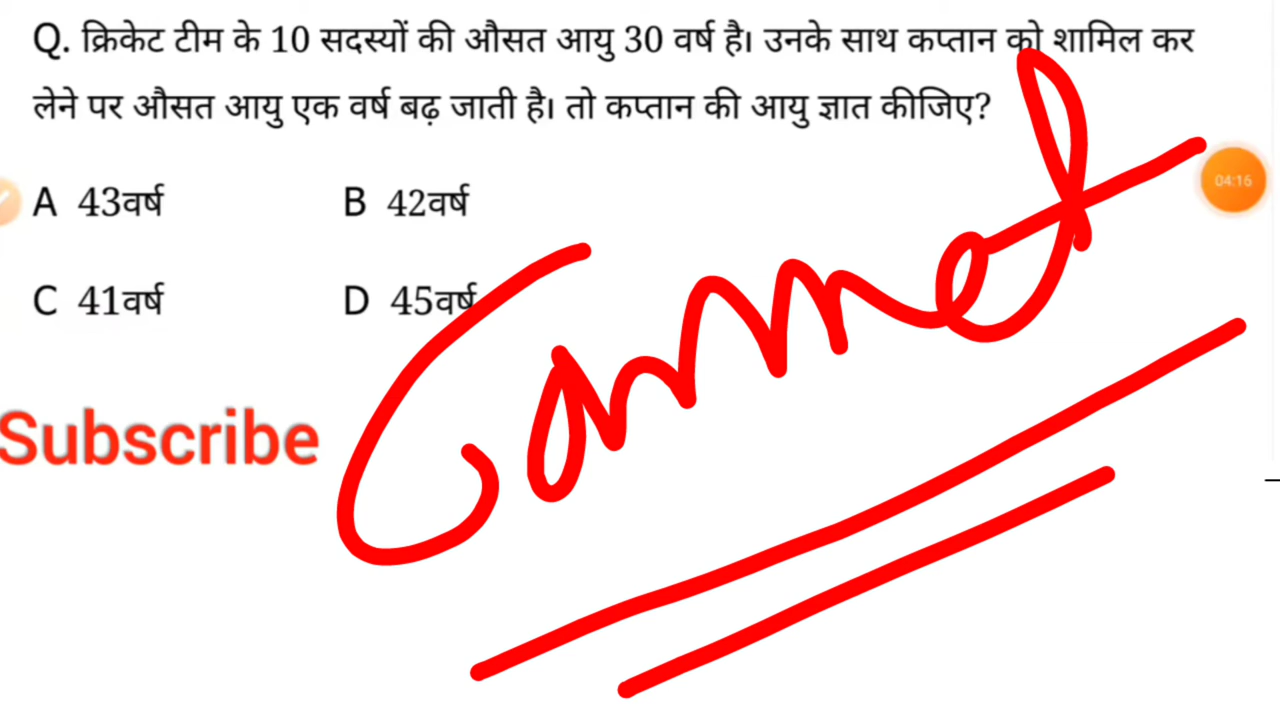 Q. क्रिकेट टीम के 10 सदस्यों की औसत आयु 30 वर्ष है। उनके साथ कप्तान को शामिल कर
लेने पर औसत आयु एक वर्ष बढ़ जाती है। तो कप्तान की आयु ज्ञात कीजिए?
04:16
A 43वर्ष B 42वर्ष
C 41वर्ष D 45वर्ष
Subscribe